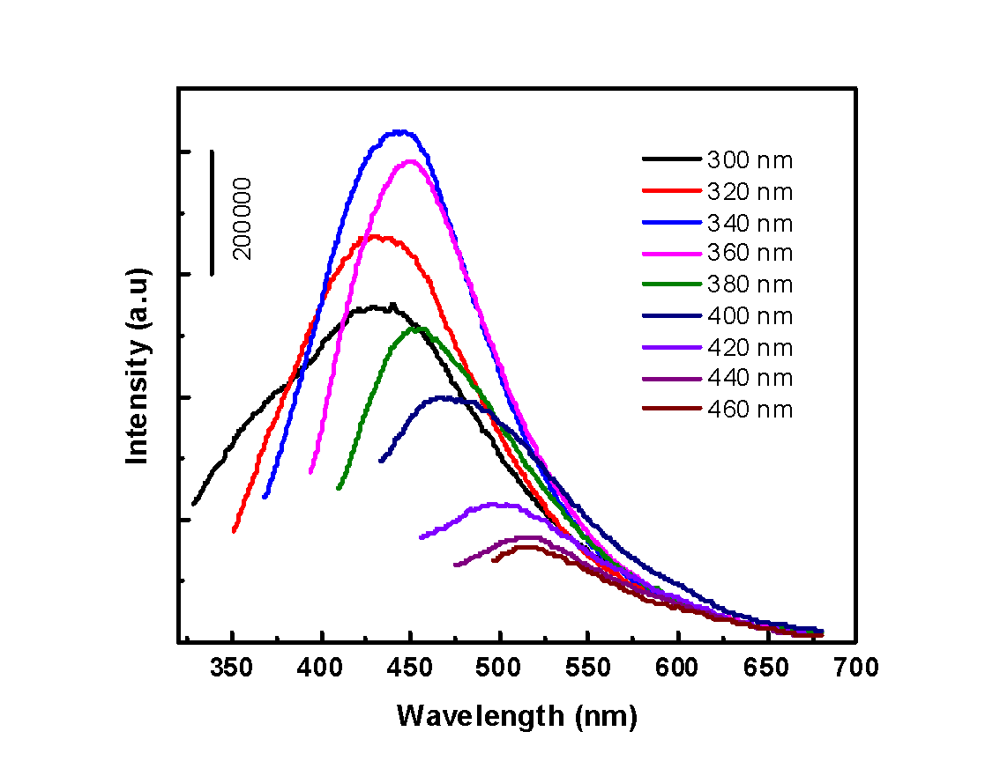 300 nm
320 nm
340 nm
360 nm
380 nm
400 nm
420 nm
440 nm
460 nm
200000
Intensity (a.u)
350 400 450 500 550 600 650 700
Wavelength (nm)